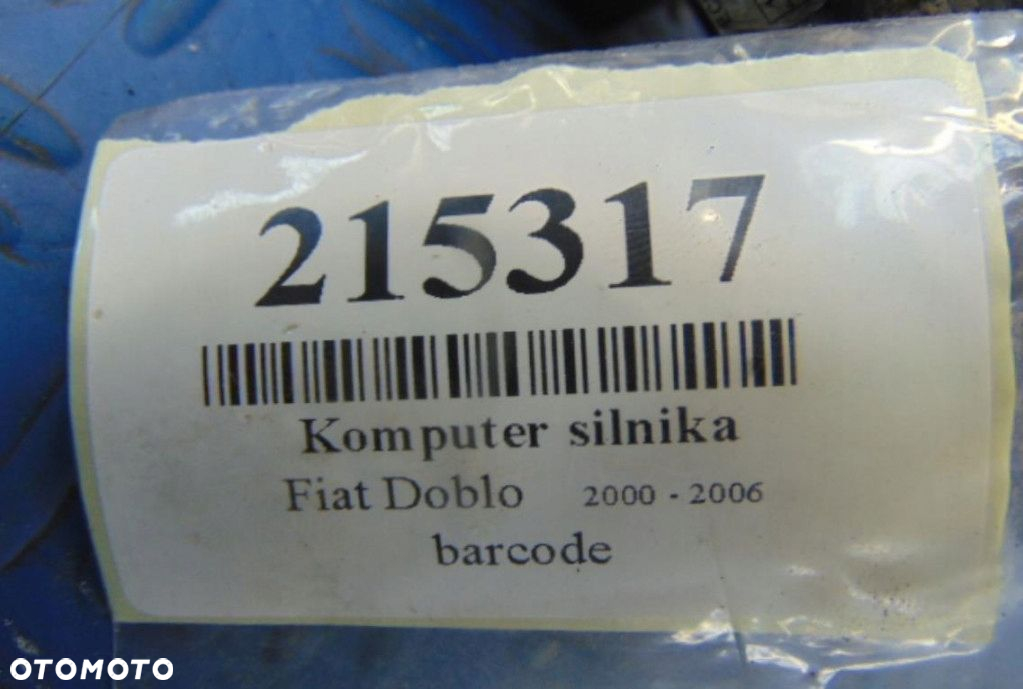 215317
Komputer silnika
Fiat Doblo 2000 - 2006
barcode
OTOMOTO